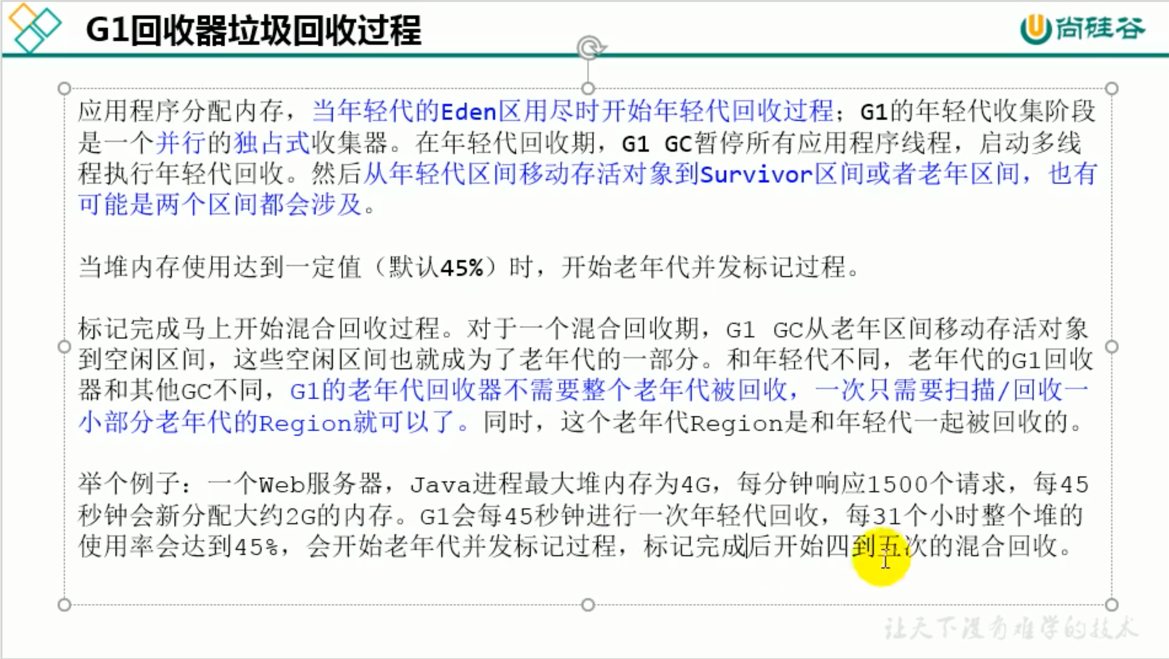 G1回收器垃圾回收过程
尚硅谷
应用程序分配内存，当年轻代的Eden区用尽时开始年轻代回收过程；G1的年轻代收集阶段
是一个并行的独占式收集器。在年轻代回收期，G1 GC暂停所有应用程序线程，启动多线
程执行年轻代回收。然后从年轻代区间移动存活对象到Survivor区间或者老年区间，也有
可能是两个区间都会涉及。
当堆内存使用达到一定值（默认45%）时，开始老年代并发标记过程。
标记完成马上开始混合回收过程。对于一个混合回收期，G1 GC从老年区间移动存活对象
到空闲区间，这些空闲区间也就成为了老年代的一部分。和年轻代不同，老年代的G1回收
器和其他GC不同，G1的老年代回收器不需要整个老年代被回收，一次只需要扫描/回收一
小部分老年代的Region就可以了。同时，这个老年代Region是和年轻代一起被回收的。
举个例子：一个Web服务器，Java进程最大堆内存为4G，每分钟响应1500个请求，每45
秒钟会新分配大约2G的内存。G1会每45秒钟进行一次年轻代回收，每31个小时整个堆的
使用率会达到45%，会开始老年代并发标记过程，标记完成后开始四到五次的混合回收。
让天下没有难学的技术